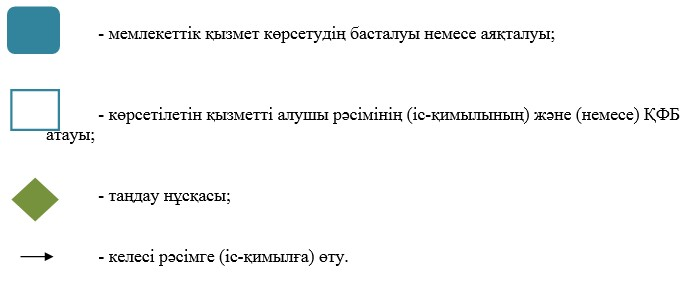 - мемлекеттік қызмет көрсетудің басталуы немесе аяқталуы;
- көрсетілетін қызметті алушы рәсімінің (іс-қимылының) және (немесе) ҚФБ
атауы;
- таңдау нұсқасы;
- келесі рәсімге (іс-қимылға) өту.